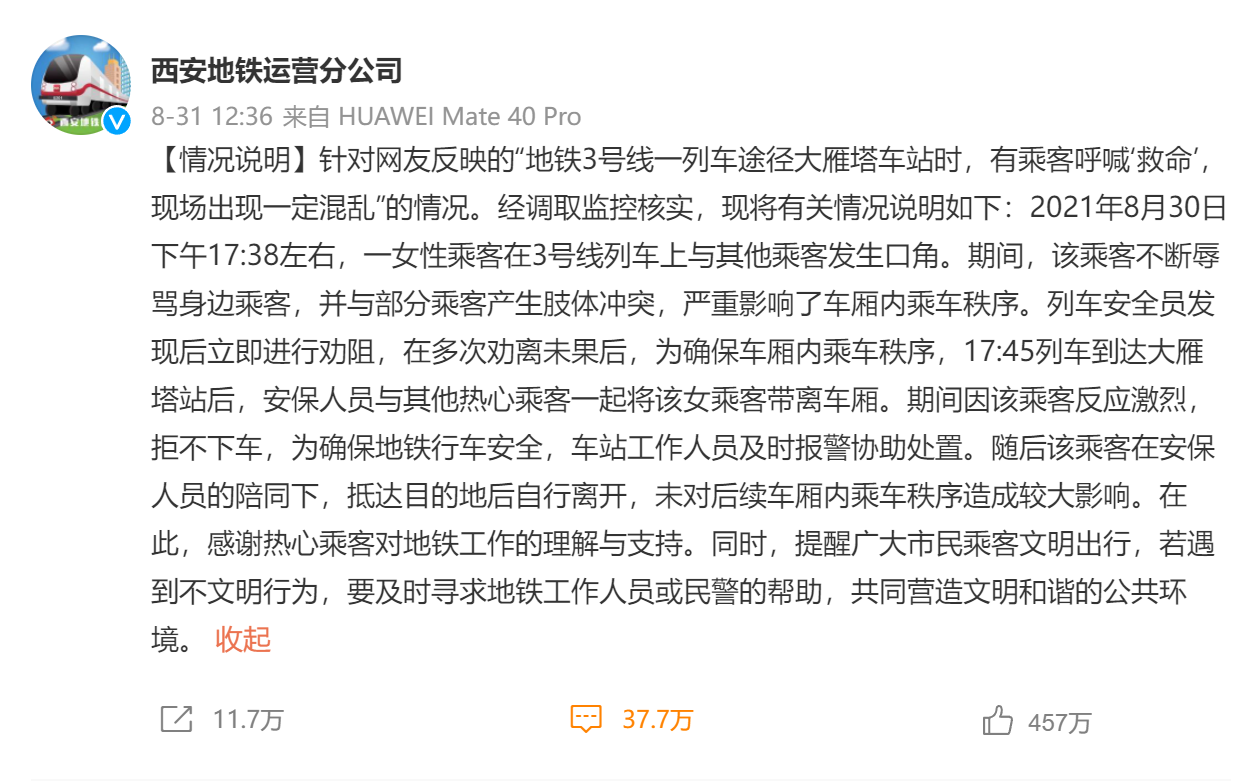 西安地铁运营分公司
8-31 12:36 来自 HUAWEI Mate 40 Pro
【情况说明】针对网友反映的“地铁3号线一列车途径大雁塔车站时，有乘客呼喊‘救命’，
现场出现一定混乱”的情况。经调取监控核实，现将有关情况说明如下：2021年8月30日
下午17:38左右，一女性乘客在3号线列车上与其他乘客发生口角。期间，该乘客不断辱
骂身边乘客，并与部分乘客产生肢体冲突，严重影响了车厢内乘车秩序。列车安全员发
现后立即进行劝阻，在多次劝离未果后，为确保车厢内乘车秩序，17:45列车到达大雁
塔站后，安保人员与其他热心乘客一起将该女乘客带离车厢。期间因该乘客反应激烈，
拒不下车，为确保地铁行车安全，车站工作人员及时报警协助处置。随后该乘客在安保
人员的陪同下，抵达目的地后自行离开，未对后续车厢内乘车秩序造成较大影响。在
此，感谢热心乘客对地铁工作的理解与支持。同时，提醒广大市民乘客文明出行，若遇
到不文明行为，要及时寻求地铁工作人员或民警的帮助，共同营造文明和谐的公共环
境。 收起
11.7万 37.7万 457万
西安地铁